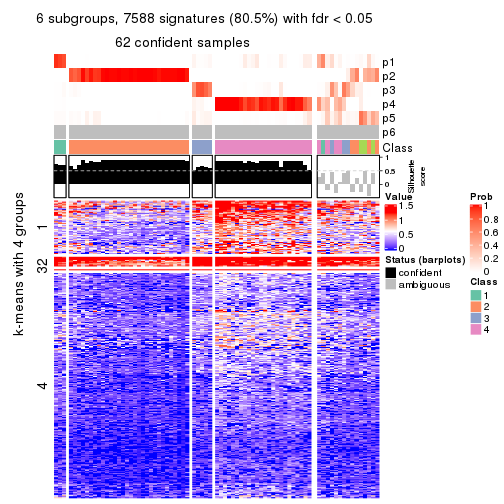 6 subgroups, 7588 signatures (80.5%) with fdr < 0.05
62 confident samples
p1
p2
p3
p4
p5
p6
Class
1
0.5
0
Silhouette
score
k-means with 4 groups
1
32
4
Value
1.5
1
0.5
0
Status (barplots)
confident
ambiguous
Prob
1
0.8
0.6
0.4
0.2
0
Class
1
2
3
4